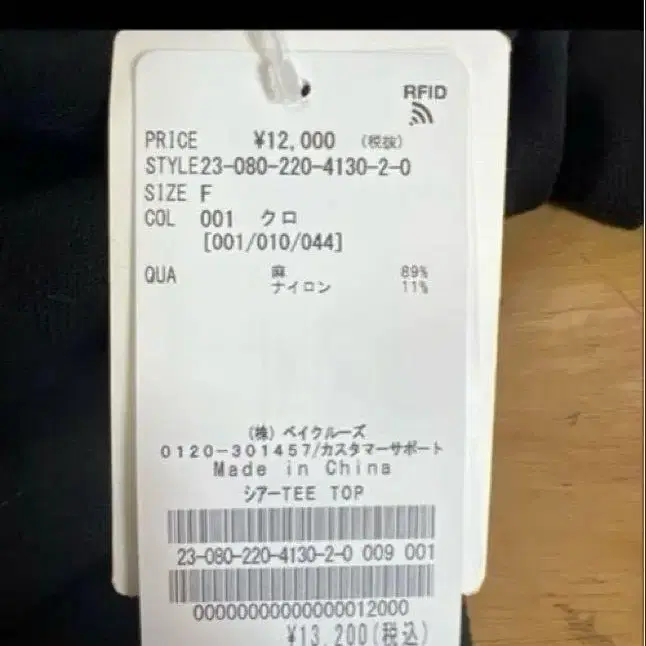 RFID
PRICE ¥12,000 (税抜)
STYLE23-080-220-4130-2-0
SIZE F
COL 001 クロ
[001/010/044]
QUA 麻 89%
ナイロン 11%
(株) ベイクルーズ
0120-301457/カスタマーサポート
Made in China
シアーTEE TOP
23-080-220-4130-2-0 009 001
00000000000000012000
¥13,200(税込)